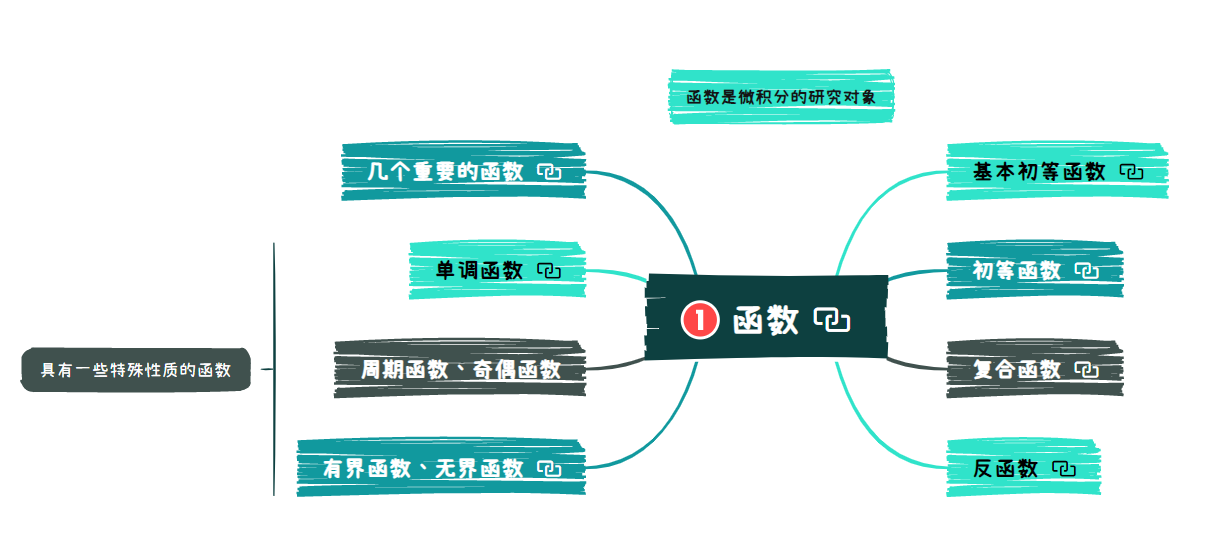 函数是微积分的研究对象
几个重要的函数
基本初等函数
单调函数
初等函数
1 函数
具有一些特殊性质的函数
周期函数、奇偶函数
复合函数
有界函数、无界函数
反函数